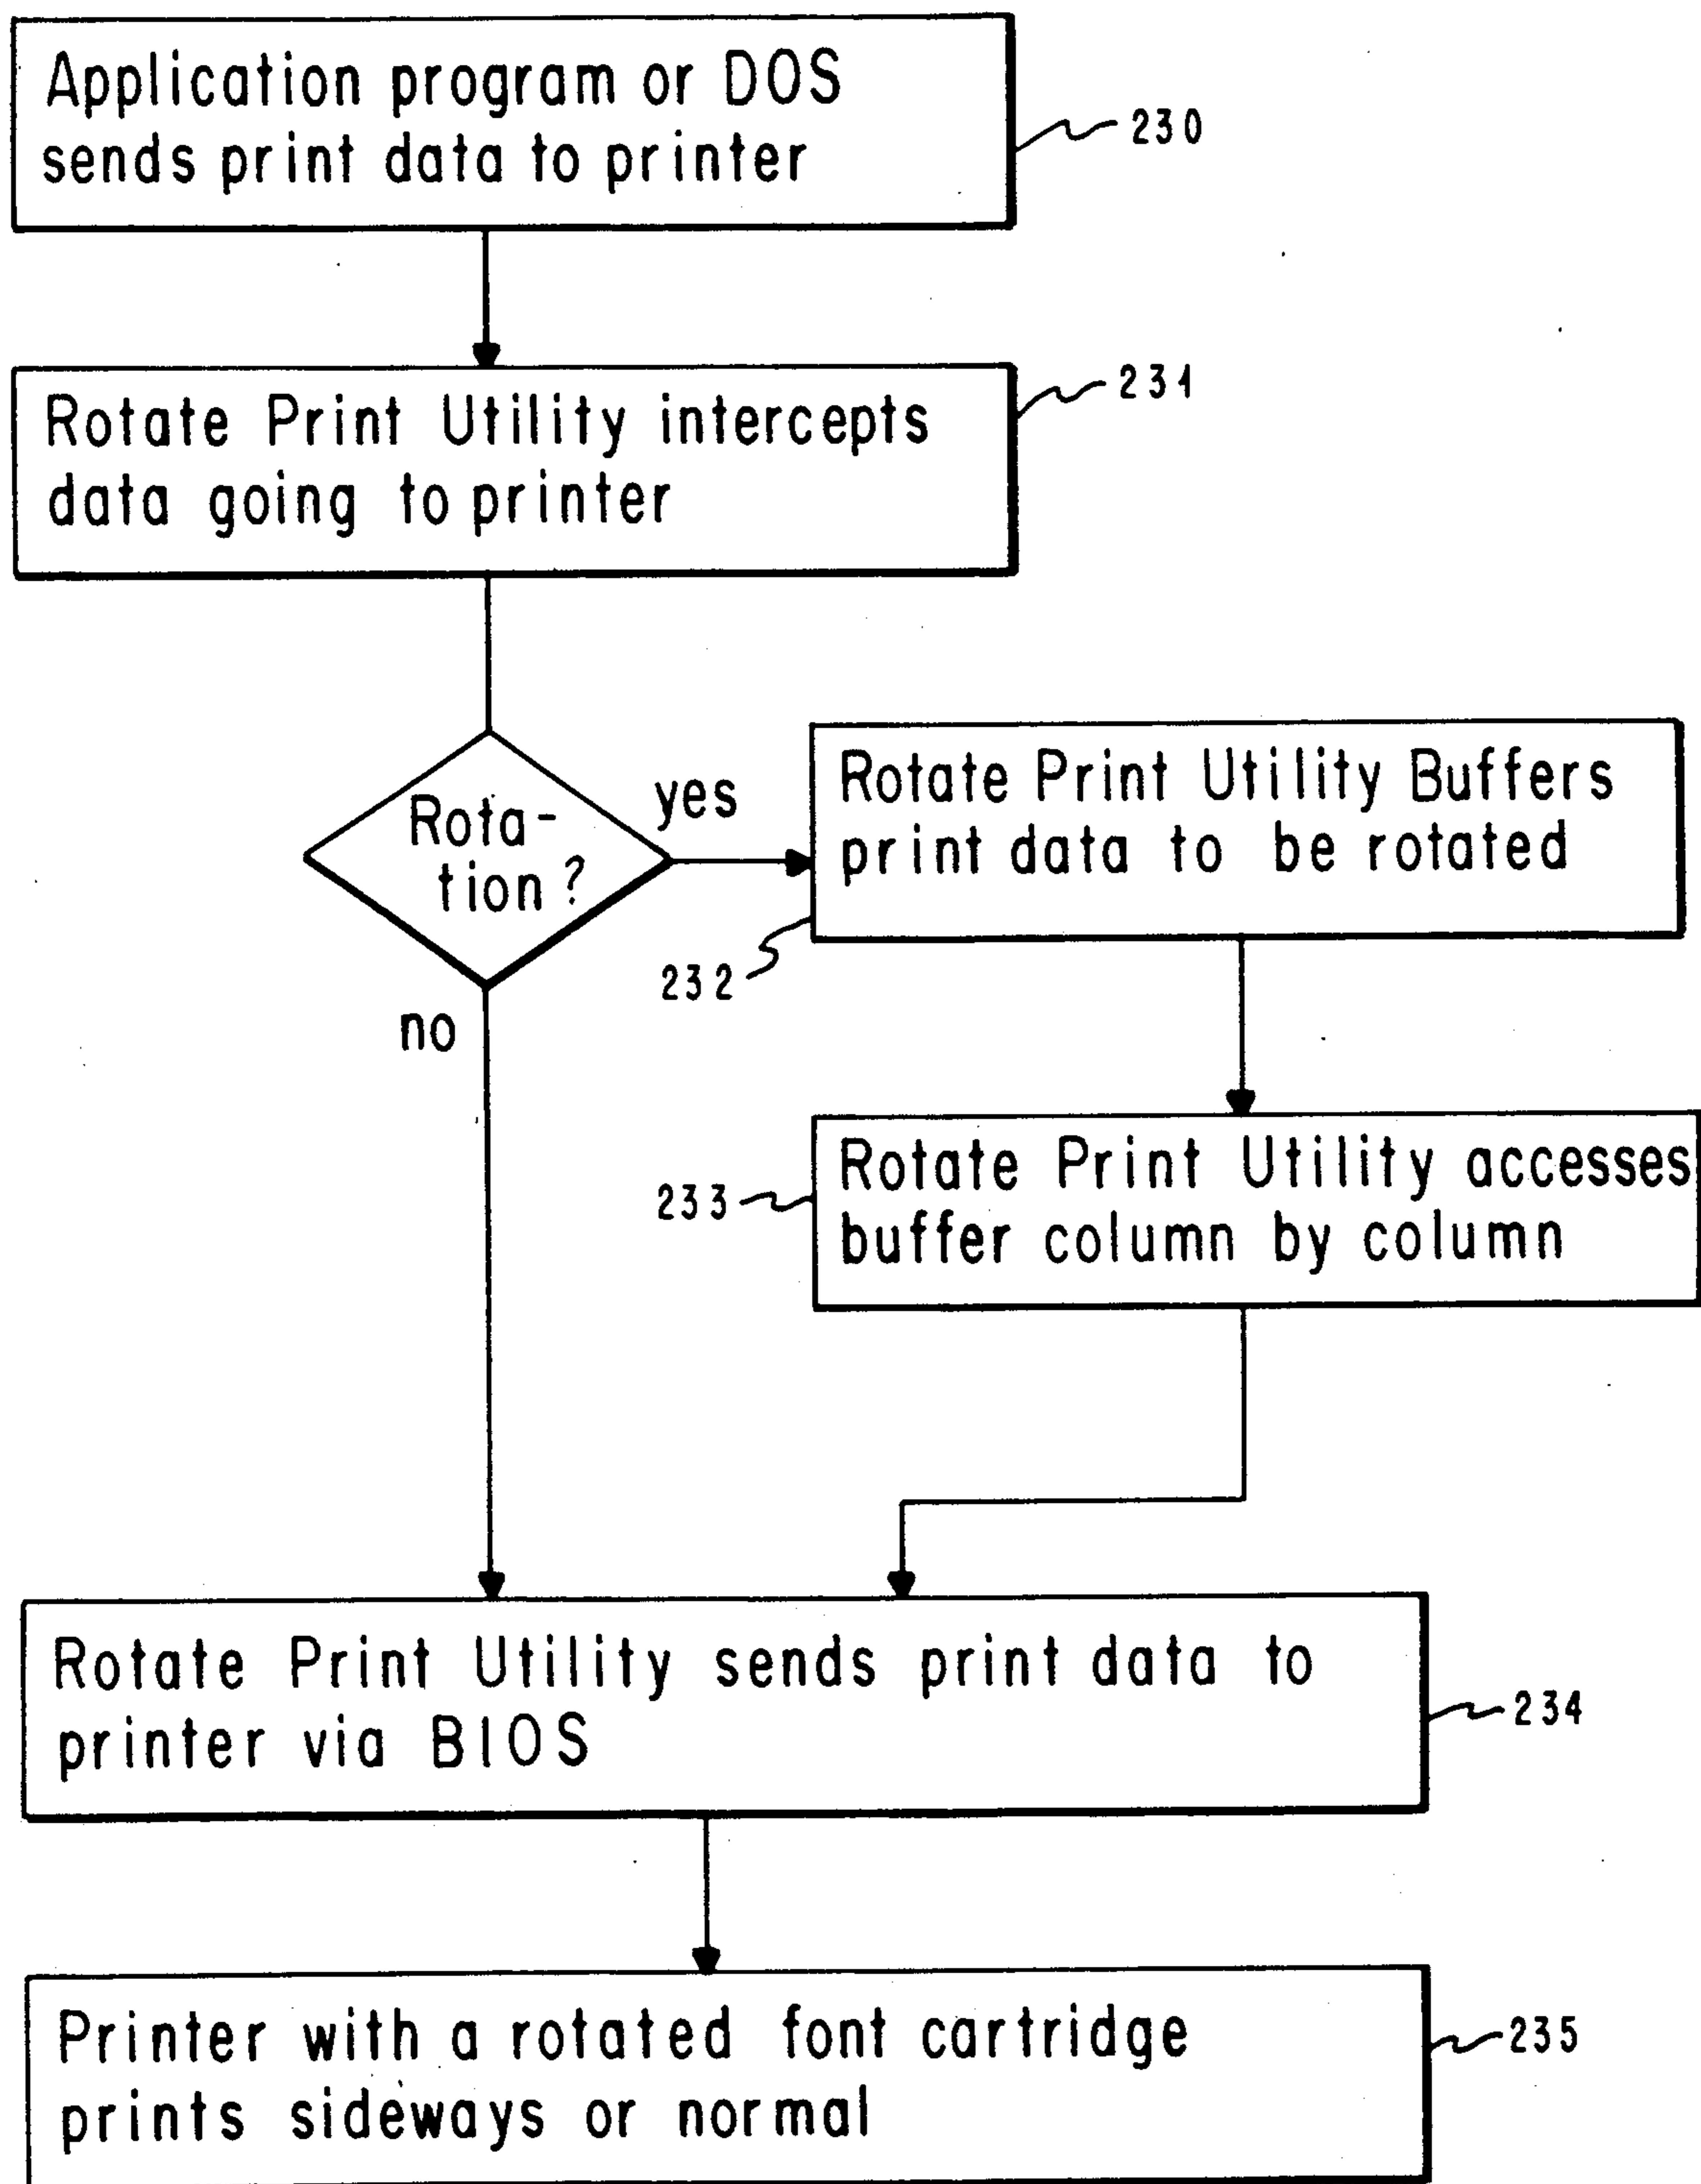 Application program or DOS
sends print data to printer
230
Rotate Print Utility intercepts
data going to printer
231
Rota-
tion?
yes
Rotate Print Utility Buffers
print data to be rotated
232
no
Rotate Print Utility accesses
buffer column by column
233
Rotate Print Utility sends print data to
printer via BIOS
234
Printer with a rotated font cartridge
prints sideways or normal
235